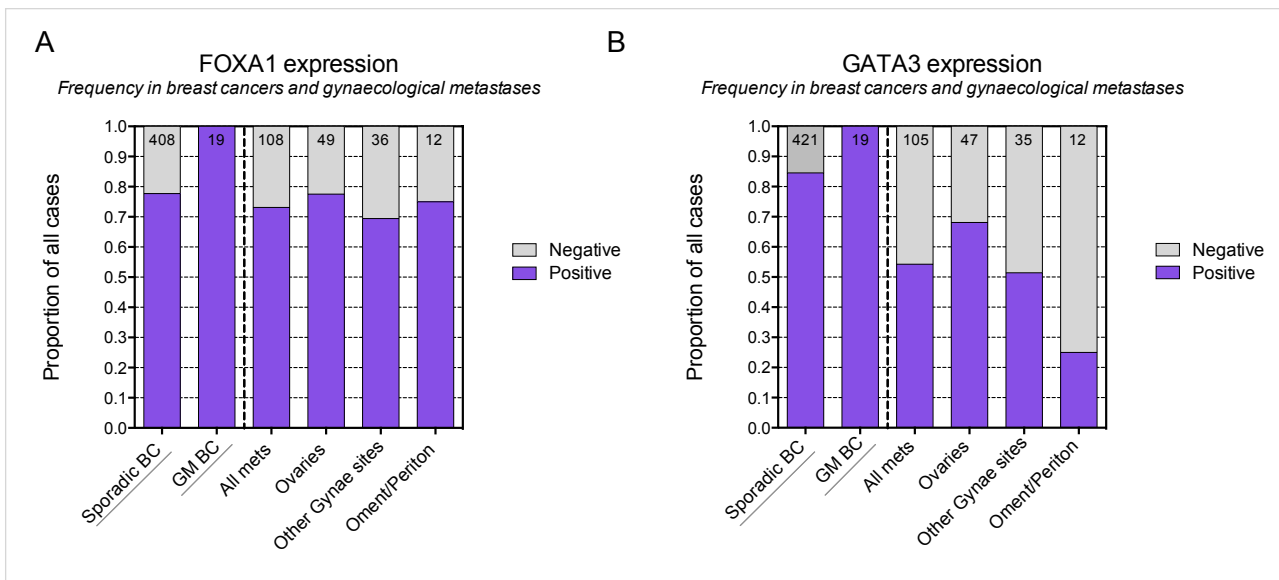 A
FOXA1 expression
Frequency in breast cancers and gynaecological metastases
Proportion of all cases
1.0
0.9
0.8
0.7
0.6
0.5
0.4
0.3
0.2
0.1
0.0
408 19 108 49 36 12
Sporadic BC
GM BC
All mets
Ovaries
Other Gynae sites
Oment/Periton
Negative
Positive
B
GATA3 expression
Frequency in breast cancers and gynaecological metastases
Proportion of all cases
1.0
0.9
0.8
0.7
0.6
0.5
0.4
0.3
0.2
0.1
0.0
421 19 105 47 35 12
Sporadic BC
GM BC
All mets
Ovaries
Other Gynae sites
Oment/Periton
Negative
Positive